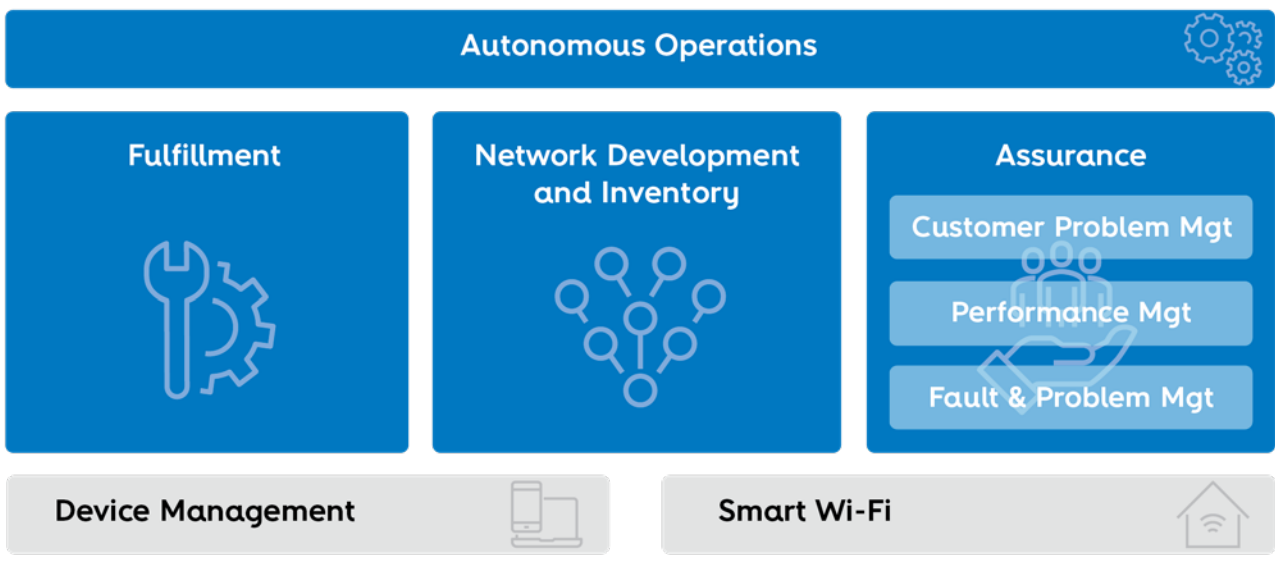 Autonomous Operations
Fulfillment
Network Development
and Inventory
Assurance
Customer Problem Mgt
Performance Mgt
Fault & Problem Mgt
Device Management
Smart Wi-Fi